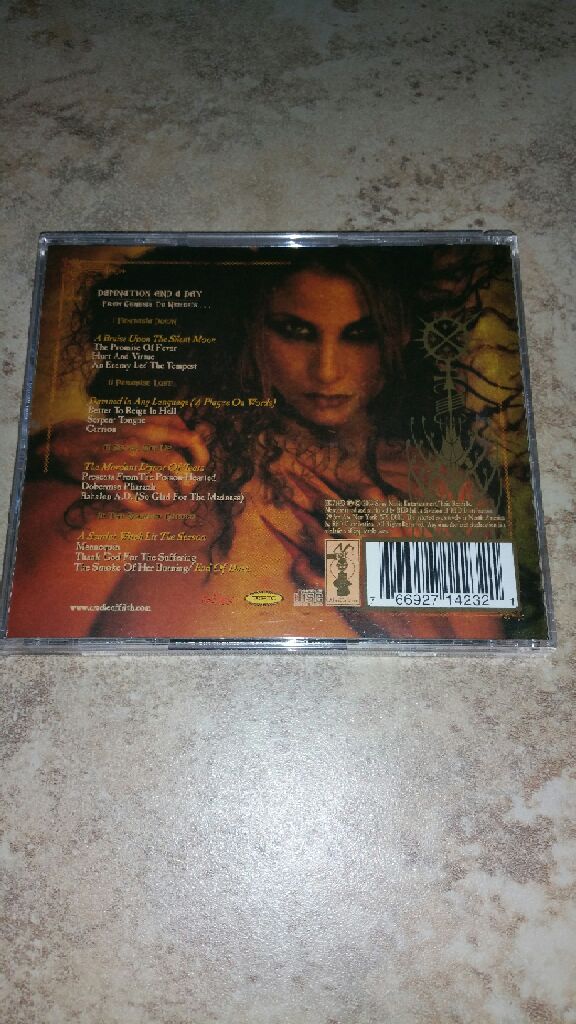 DAMNATION AND A DAY
FROM GENESIS TO NEMESIS . . .
I PARADISE DOWN
A Bruise Upon The Silent Moon
The Promise Of Fever
Hurt And Virtue
An Enemy Led The Tempest
II PARADISE LOST
Damned In Any Language (A Plague On Words)
Better To Reign In Hell
Serpent Tongue
Carrion
The Mordant Liquor Of Tears
Presents From The Poison-Hearted
Doberman Pharaoh
Babalon A.D. (So Glad For The Madness)
A Scarlet Witch Lit The Season
Mannequin
Thank God For The Suffering
The Smoke Of Her Burning / End Of Daze
www.cradleoffilth.com
7 66927 14232 1